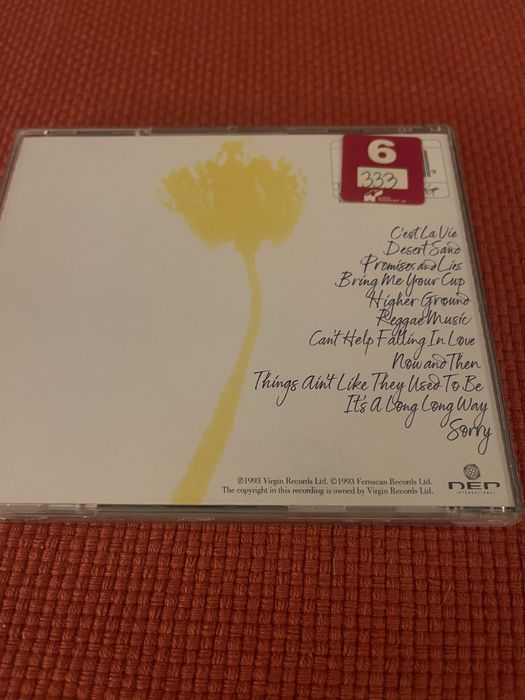 6
333
C'est La Vie
Desert Sand
Promises and Lies
Bring Me Your Cup
Higher Ground
Reggae Music
Can't Help Falling In Love
Now and Then
Things Ain't Like They Used To Be
It's A Long Long Way
Sorry
℗1993 Virgin Records Ltd. ©1993 Fernscan Records Ltd.
The copyright in this recording is owned by Virgin Records Ltd.
DEP
INTERNATIONAL